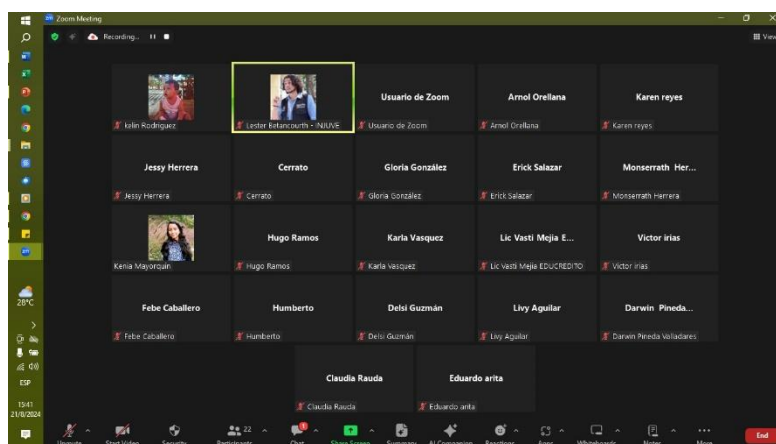 Zoom Meeting
Recording...
View
kelin Rodriguez
Lester Betancourth - INJUVE
Usuario de Zoom
Usuario de Zoom
Arnol Orellana
Arnol Orellana
Karen reyes
Karen reyes
Jessy Herrera
Jessy Herrera
Cerrato
Cerrato
Gloria González
Gloria González
Erick Salazar
Erick Salazar
Monserrath Her...
Monserrath Herrera
Kenia Mayorquin
Hugo Ramos
Hugo Ramos
Karla Vasquez
Karla Vasquez
Lic Vasti Mejia E...
Lic Vasti Mejia EDUCREDITO
Victor irias
Victor irias
Febe Caballero
Febe Caballero
Humberto
Humberto
Delsi Guzmán
Delsi Guzmán
Livy Aguilar
Livy Aguilar
Darwin Pineda...
Darwin Pineda Valladares
Claudia Rauda
Claudia Rauda
Eduardo arita
Eduardo arita
28°C
ESP
15:41
21/8/2024
22
Unmute
Start Video
Security
Participants
Chat
Share Screen
Summary
AI Companion
Reactions
Apps
Whiteboards
Notes
More
End